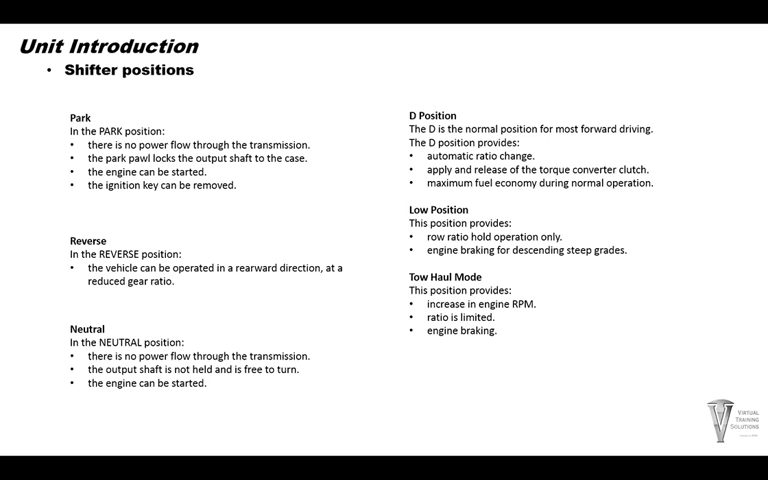 Unit Introduction
• Shifter positions
Park
In the PARK position:
• there is no power flow through the transmission.
• the park pawl locks the output shaft to the case.
• the engine can be started.
• the ignition key can be removed.
Reverse
In the REVERSE position:
• the vehicle can be operated in a rearward direction, at a
reduced gear ratio.
Neutral
In the NEUTRAL position:
• there is no power flow through the transmission.
• the output shaft is not held and is free to turn.
• the engine can be started.
D Position
The D is the normal position for most forward driving.
The D position provides:
• automatic ratio change.
• apply and release of the torque converter clutch.
• maximum fuel economy during normal operation.
Low Position
This position provides:
• row ratio hold operation only.
• engine braking for descending steep grades.
Tow Haul Mode
This position provides:
• increase in engine RPM.
• ratio is limited.
• engine braking.
VIRTUAL
TRAINING
SOLUTIONS